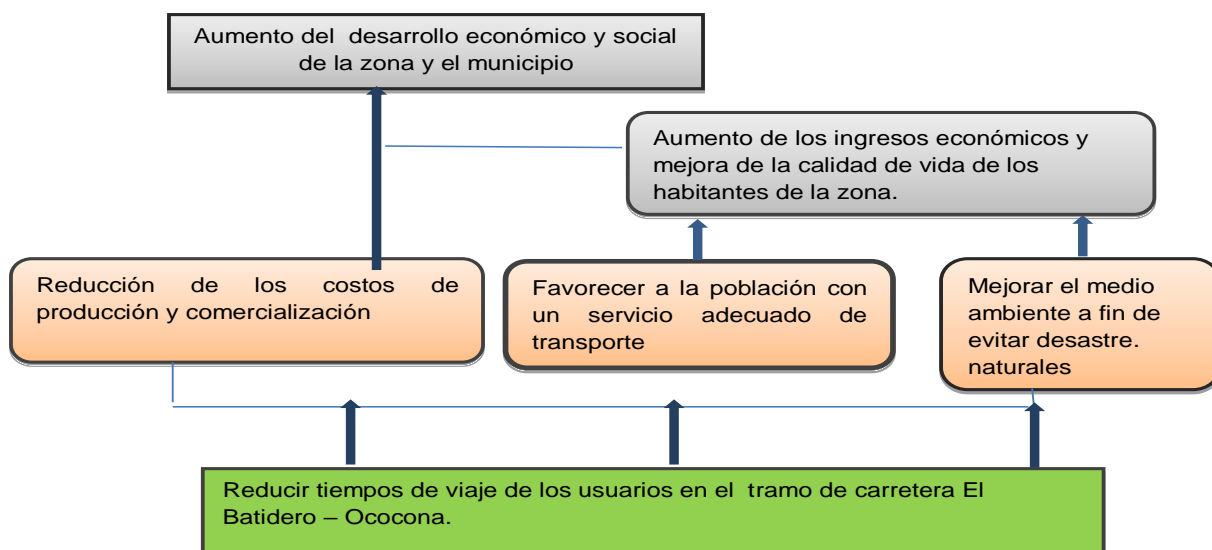 Aumento del desarrollo económico y social
de la zona y el municipio
Aumento de los ingresos económicos y
mejora de la calidad de vida de los
habitantes de la zona.
Reducción de los costos de
producción y comercialización
Favorecer a la población con
un servicio adecuado de
transporte
Mejorar el medio
ambiente a fin de
evitar desastre.
naturales
Reducir tiempos de viaje de los usuarios en el tramo de carretera El
Batidero – Ococona.